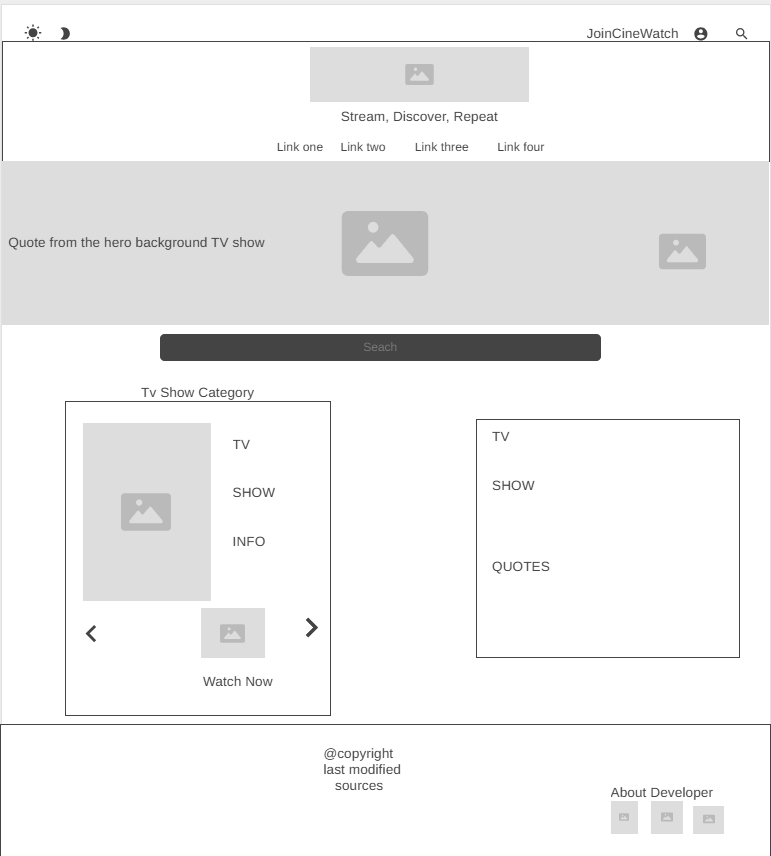 JoinCineWatch
Stream, Discover, Repeat
Link one Link two Link three Link four
Quote from the hero background TV show
Seach
Tv Show Category
TV
SHOW
INFO
Watch Now
TV
SHOW
QUOTES
@copyright
last modified
sources
About Developer